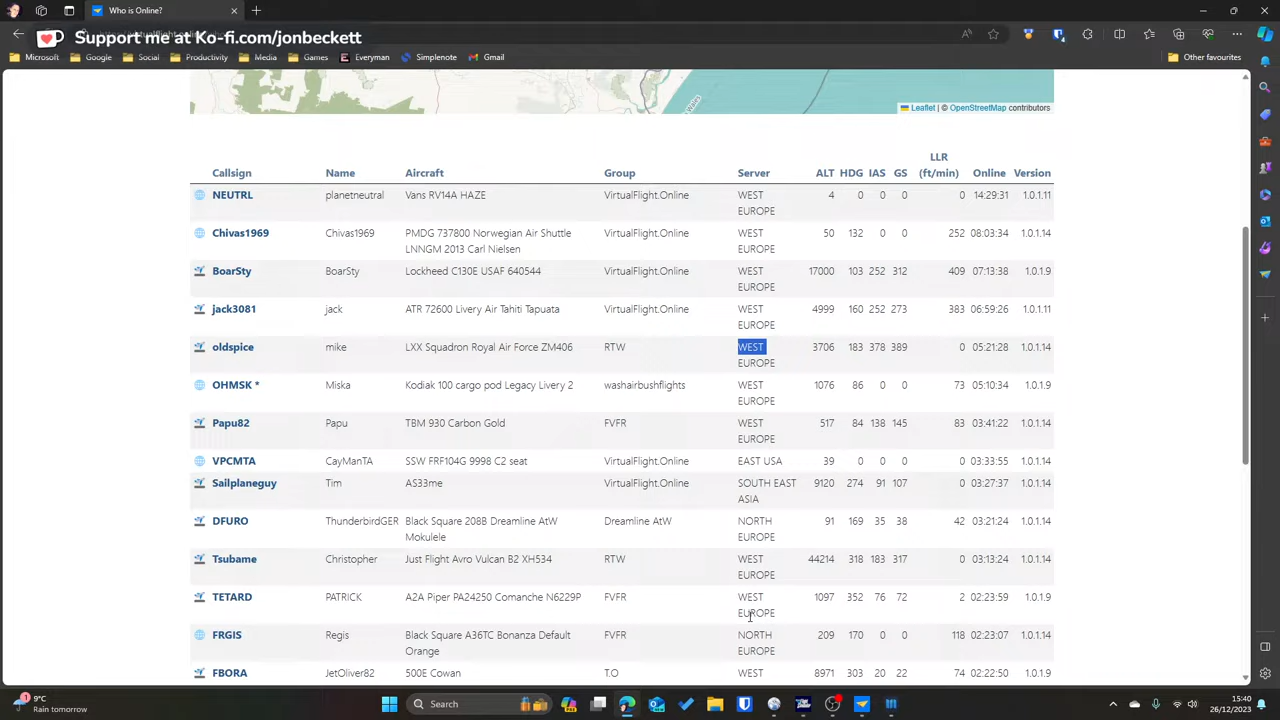 Who is Online?
Support me at Ko-fi.com/jonbeckett
Microsoft Google Social Productivity Media Games Everyman Simplenote Gmail Other favourites
Wales
Leaflet | © OpenStreetMap contributors
LLR
Callsign Name Aircraft Group Server ALT HDG IAS GS (ft/min) Online Version
NEUTRL planetneutral Vans RV14A HAZE VirtualFlight.Online WEST 4 0 0 0 0 14:29:31 1.0.1.11
EUROPE
Chivas1969 Chivas1969 PMDG 737800 Norwegian Air Shuttle VirtualFlight.Online WEST 50 132 0 0 252 08:03:34 1.0.1.14
LNNGM 2013 Carl Nielsen EUROPE
BoarSty BoarSty Lockheed C130E USAF 640544 VirtualFlight.Online WEST 17000 103 252 312 409 07:13:38 1.0.1.9
EUROPE
jack3081 jack ATR 72600 Livery Air Tahiti Tapuata VirtualFlight.Online WEST 4999 160 252 273 383 06:59:26 1.0.1.11
EUROPE
oldspice mike LXX Squadron Royal Air Force ZM406 RTW WEST 3706 183 378 389 0 05:21:28 1.0.1.14
EUROPE
OHMSK * Miska Kodiak 100 cargo pod Legacy Livery 2 washairbushflights WEST 1076 86 0 0 73 05:10:34 1.0.1.9
EUROPE
Papu82 Papu TBM 930 Carbon Gold FVFR WEST 517 84 138 145 83 03:41:22 1.0.1.14
EUROPE
VPCMTA CayManTA SSW FRF104G 9998 C2 seat VirtualFlight.Online EAST USA 39 0 0 0 0 03:33:55 1.0.1.14
Sailplaneguy Tim AS33me VirtualFlight.Online SOUTH EAST 9120 274 91 107 0 03:27:37 1.0.1.14
ASIA
DFURO ThunderbirdGER Black Square 208B Dreamline AtW Dreamline AtW NORTH 91 169 35 38 42 03:21:24 1.0.1.14
Mokulele EUROPE
Tsubame Christopher Just Flight Avro Vulcan B2 XH534 RTW WEST 44214 318 183 317 0 03:13:24 1.0.1.14
EUROPE
TETARD PATRICK A2A Piper PA24250 Comanche N6229P FVFR WEST 1097 352 76 72 2 02:23:59 1.0.1.9
EUROPE
FRGIS Regis Black Square A36TC Bonanza Default FVFR NORTH 209 170 0 0 118 02:23:07 1.0.1.14
Orange EUROPE
FBORA JetOliver82 500E Cowan T.O WEST 8971 303 20 22 74 02:22:50 1.0.1.9
9°C
Rain tomorrow
Search
15:40
26/12/2023